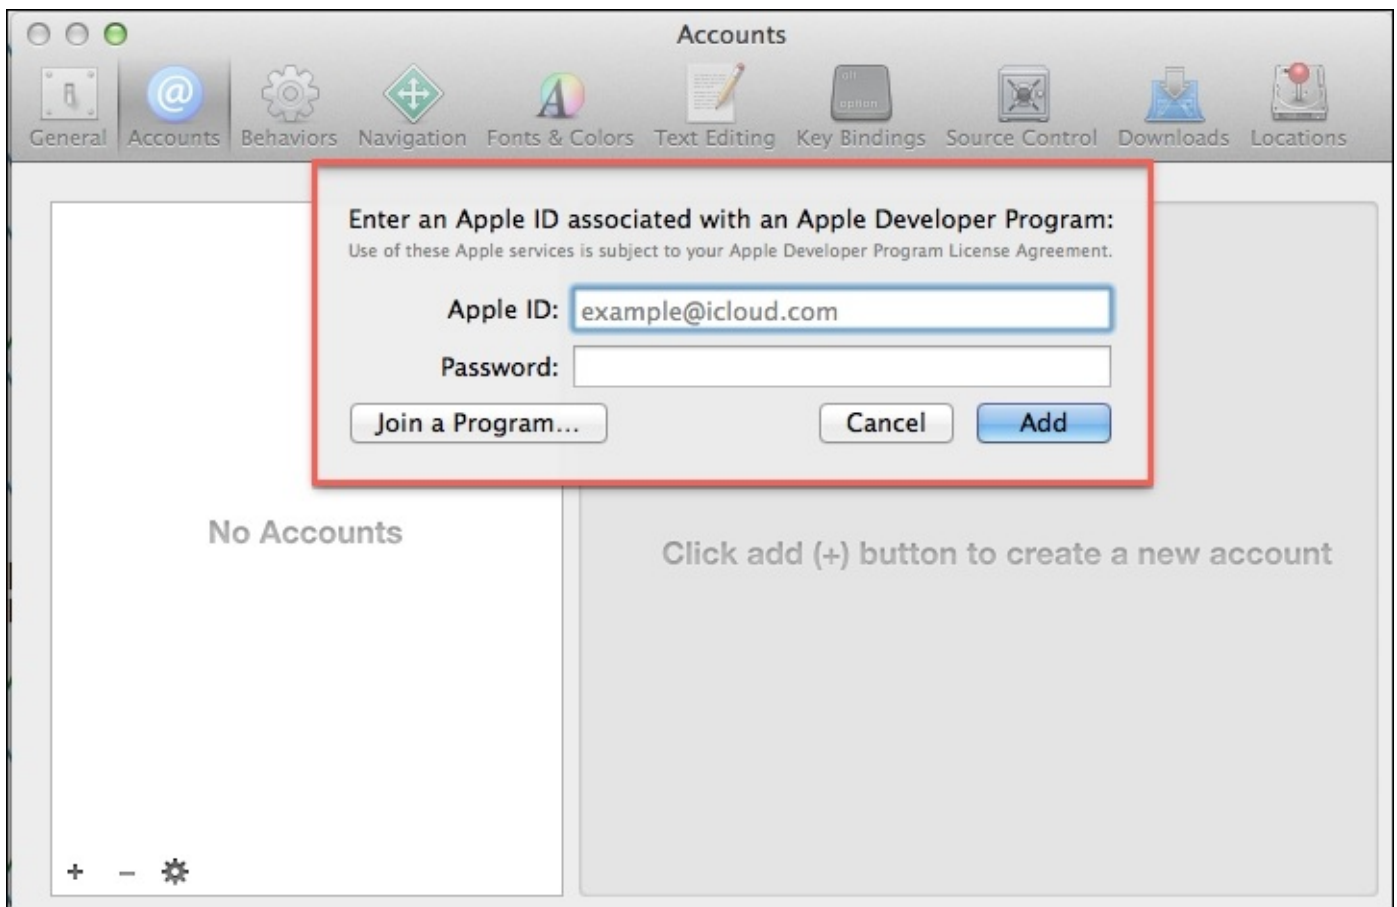 Accounts
General Accounts Behaviors Navigation Fonts & Colors Text Editing Key Bindings Source Control Downloads Locations
alt
option
Enter an Apple ID associated with an Apple Developer Program:
Use of these Apple services is subject to your Apple Developer Program License Agreement.
Apple ID: example@icloud.com
Password:
Join a Program... Cancel Add
No Accounts
Click add (+) button to create a new account